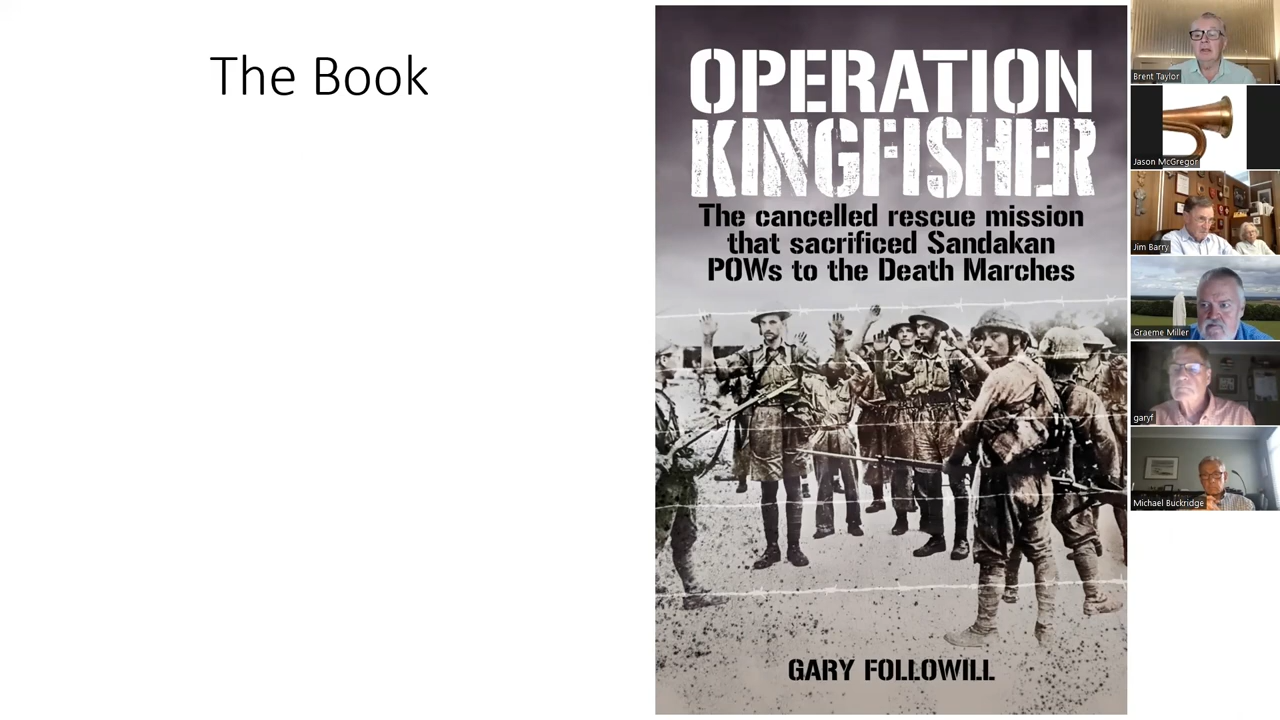 The Book
OPERATION
KINGFISHER
The cancelled rescue mission
that sacrificed Sandakan
POWs to the Death Marches
GARY FOLLOWILL
Brent Taylor
Jason McGregor
Jim Barry
Graeme Miller
garyf
Michael Buckridge